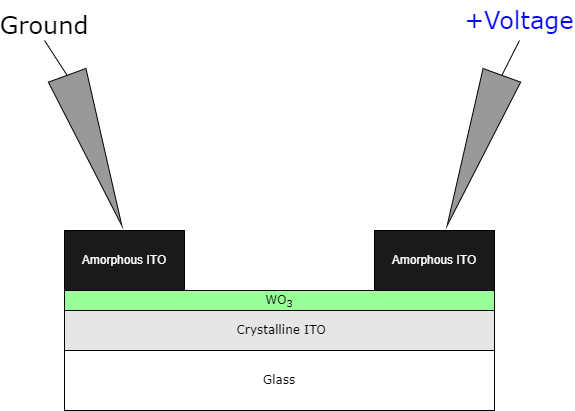 Ground
+Voltage
Amorphous ITO
Amorphous ITO
WO₃
Crystalline ITO
Glass